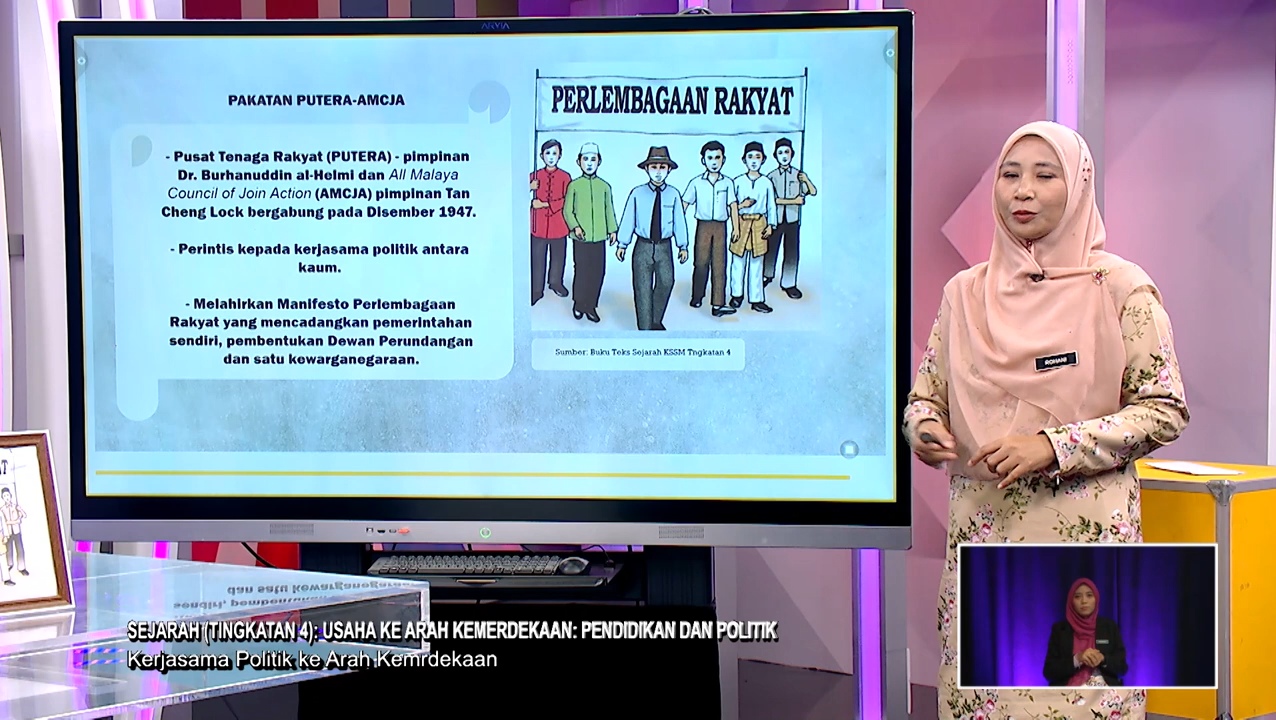 ARVIA
PAKATAN PUTERA-AMCJA
- Pusat Tenaga Rakyat (PUTERA) - pimpinan
Dr. Burhanuddin al-Helmi dan All Malaya
Council of Join Action (AMCJA) pimpinan Tan
Cheng Lock bergabung pada Disember 1947.
- Perintis kepada kerjasama politik antara
kaum.
- Melahirkan Manifesto Perlembagaan
Rakyat yang mencadangkan pemerintahan
sendiri, pembentukan Dewan Perundangan
dan satu kewarganegaraan.
PERLEMBAGAAN RAKYAT
Sumber: Buku Teks Sejarah KSSM Tngkatan 4
ROHANI
SEJARAH (TINGKATAN 4): USAHA KE ARAH KEMERDEKAAN: PENDIDIKAN DAN POLITIK
Kerjasama Politik ke Arah Kemrdekaan